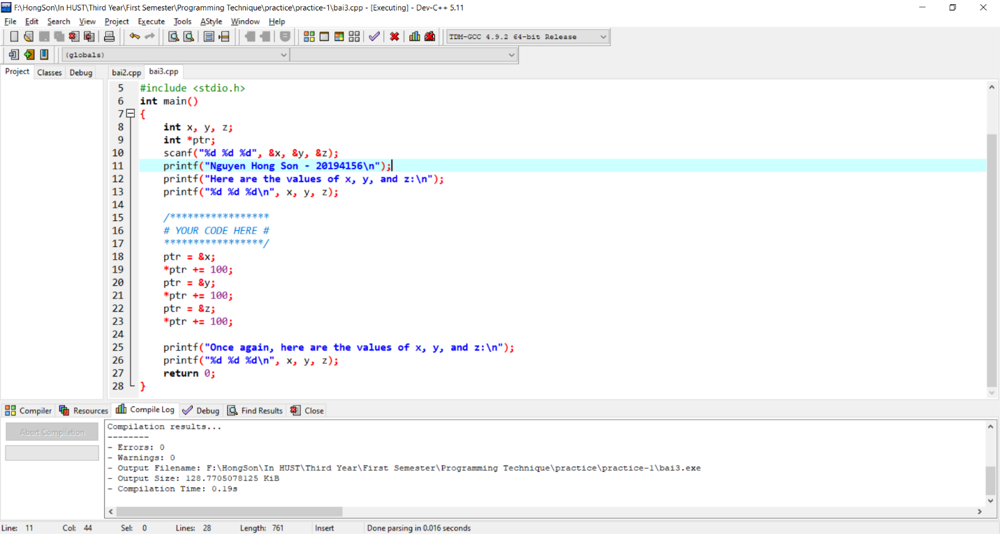 F:\HongSon\In HUST\Third Year\First Semester\Programming Technique\practice\practice-1\bai3.cpp - [Executing] - Dev-C++ 5.11
File Edit Search View Project Execute Tools AStyle Window Help
TDM-GCC 4.9.2 64-bit Release
(globals)
Project Classes Debug bai2.cpp bai3.cpp
5 #include <stdio.h>
6 int main()
7 {
8 int x, y, z;
9 int *ptr;
10 scanf("%d %d %d", &x, &y, &z);
11 printf("Nguyen Hong Son - 20194156\n");
12 printf("Here are the values of x, y, and z:\n");
13 printf("%d %d %d\n", x, y, z);
14
15 /*****************
16 # YOUR CODE HERE #
17 *****************/
18 ptr = &x;
19 *ptr += 100;
20 ptr = &y;
21 *ptr += 100;
22 ptr = &z;
23 *ptr += 100;
24
25 printf("Once again, here are the values of x, y, and z:\n");
26 printf("%d %d %d\n", x, y, z);
27 return 0;
28 }
Compiler Resources Compile Log Debug Find Results Close
Abort Compilation
Compilation results...
--------
- Errors: 0
- Warnings: 0
- Output Filename: F:\HongSon\In HUST\Third Year\First Semester\Programming Technique\practice\practice-1\bai3.exe
- Output Size: 128.7705078125 KiB
- Compilation Time: 0.19s
Line: 11 Col: 44 Sel: 0 Lines: 28 Length: 761 Insert Done parsing in 0.016 seconds